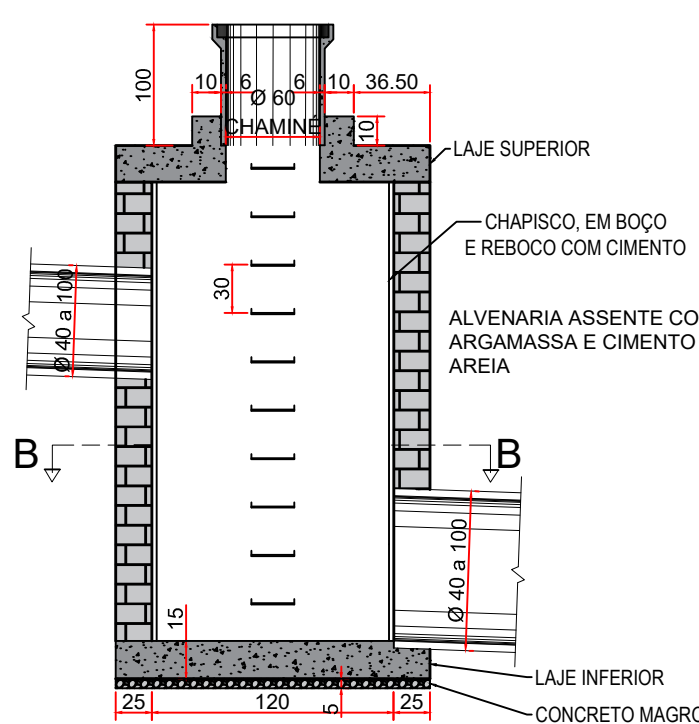 100
10 6 6 10 36.50
Ø 60
CHAMINÉ
10
LAJE SUPERIOR
CHAPISCO, EM BOÇO
E REBOCO COM CIMENTO
30
Ø 40 a 100
ALVENARIA ASSENTE CO
ARGAMASSA E CIMENTO
AREIA
B B
Ø 40 a 100
15
LAJE INFERIOR
25 120 5 25
CONCRETO MAGRO